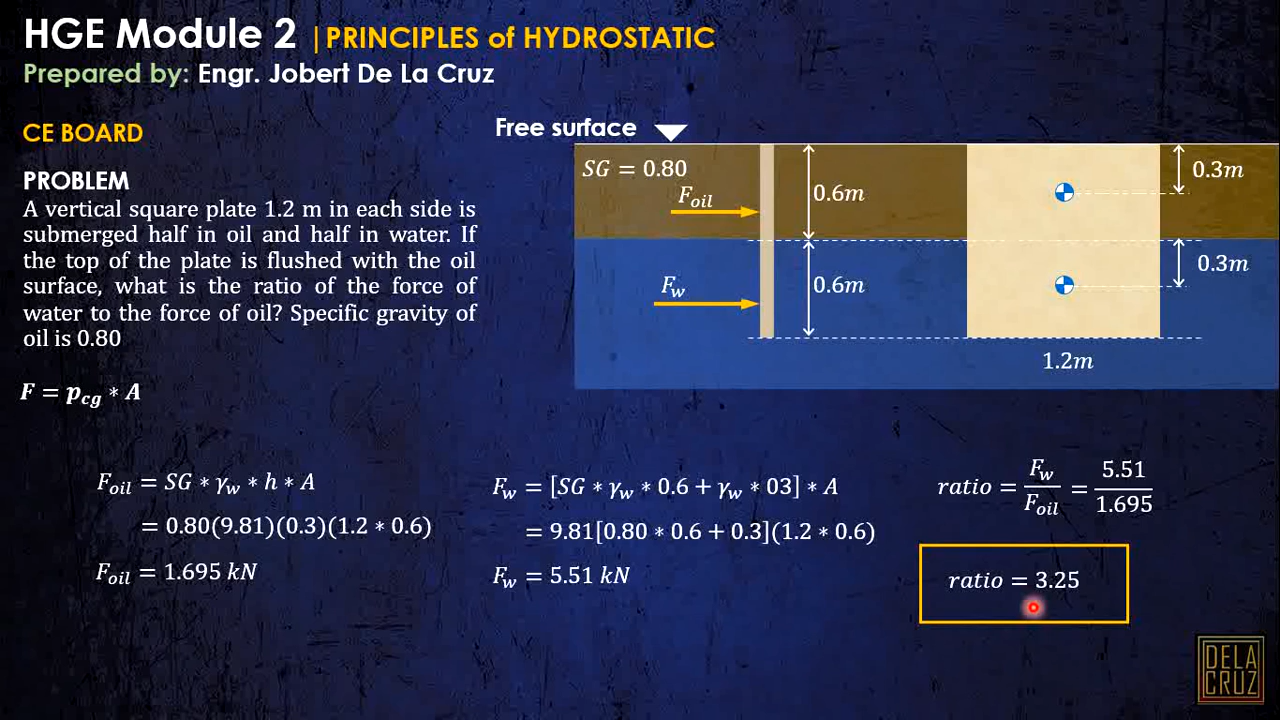 HGE Module 2 | PRINCIPLES of HYDROSTATIC
Prepared by: Engr. Jobert De La Cruz
CE BOARD
PROBLEM
A vertical square plate 1.2 m in each side is
submerged half in oil and half in water. If
the top of the plate is flushed with the oil
surface, what is the ratio of the force of
water to the force of oil? Specific gravity of
oil is 0.80
F = p_cg * A
Free surface
SG = 0.80
F_oil
0.6m
0.3m
F_w
0.6m
0.3m
1.2m
F_oil = SG * γ_w * h * A
= 0.80(9.81)(0.3)(1.2 * 0.6)
F_oil = 1.695 kN
F_w = [SG * γ_w * 0.6 + γ_w * 03] * A
= 9.81[0.80 * 0.6 + 0.3](1.2 * 0.6)
F_w = 5.51 kN
ratio = F_w / F_oil = 5.51 / 1.695
ratio = 3.25
DELA
CRUZ